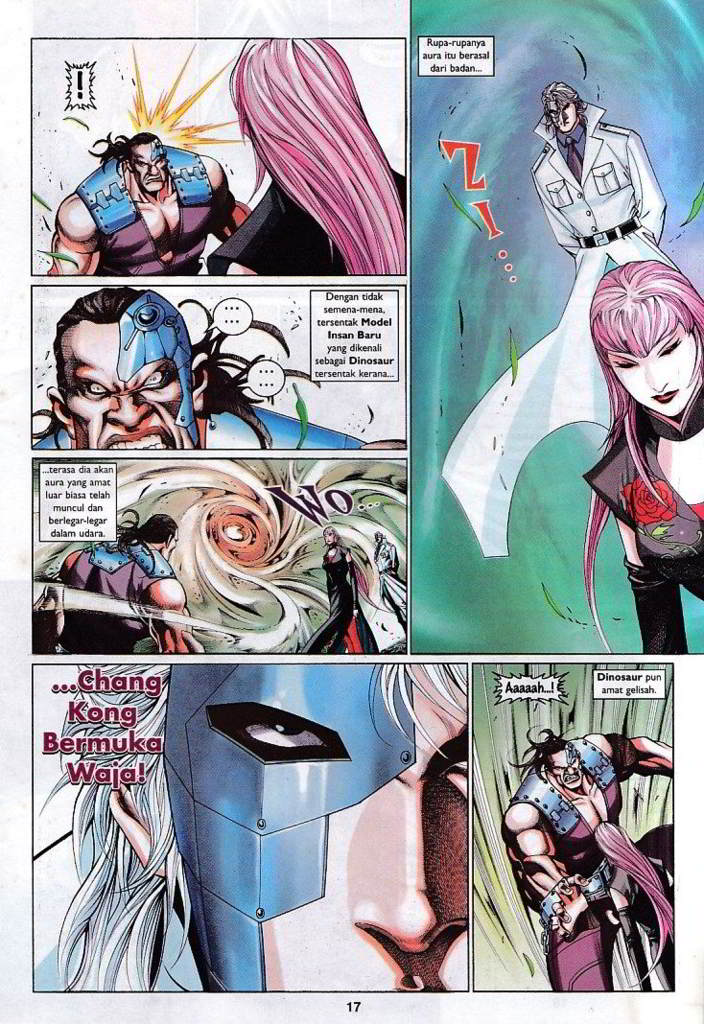 !
Rupa-rupanya
aura itu berasal
dari badan...
ZI...
...
...
Dengan tidak
semena-mena,
tersentak Model
Insan Baru
yang dikenali
sebagai Dinosaur
tersentak kerana...
...terasa dia akan
aura yang amat
luar biasa telah
muncul dan
berlegar-legar
dalam udara.
WO...
...Chang
Kong
Bermuka
Waja!
Aaaaah...!
Dinosaur pun
amat gelisah.
17